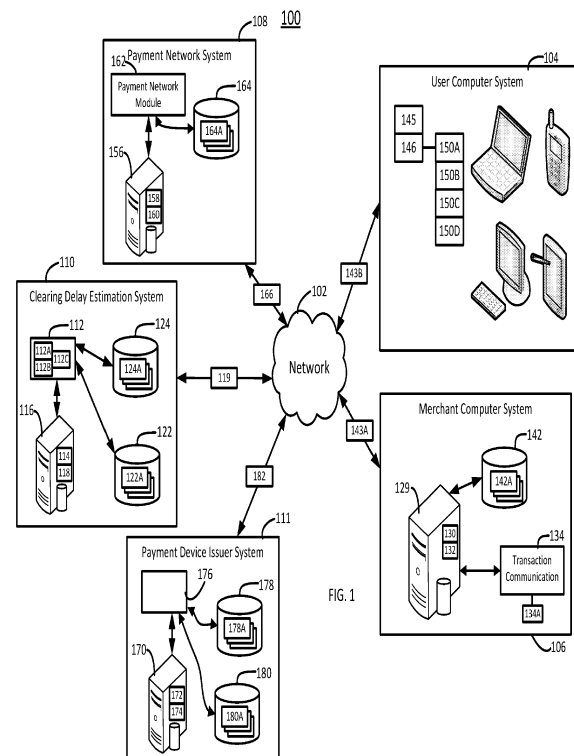 100
108
Payment Network System
162
Payment Network
Module
164
164A
156
158
160
104
User Computer System
145
146
150A
150B
150C
150D
110
Clearing Delay Estimation System
112
112A
112B
112C
124
124A
116
114
118
122
122A
166
102
Network
143B
119
143A
182
Merchant Computer System
142
142A
129
130
132
134
Transaction
Communication
134A
106
111
Payment Device Issuer System
176
178
178A
170
172
174
180
180A
FIG. 1